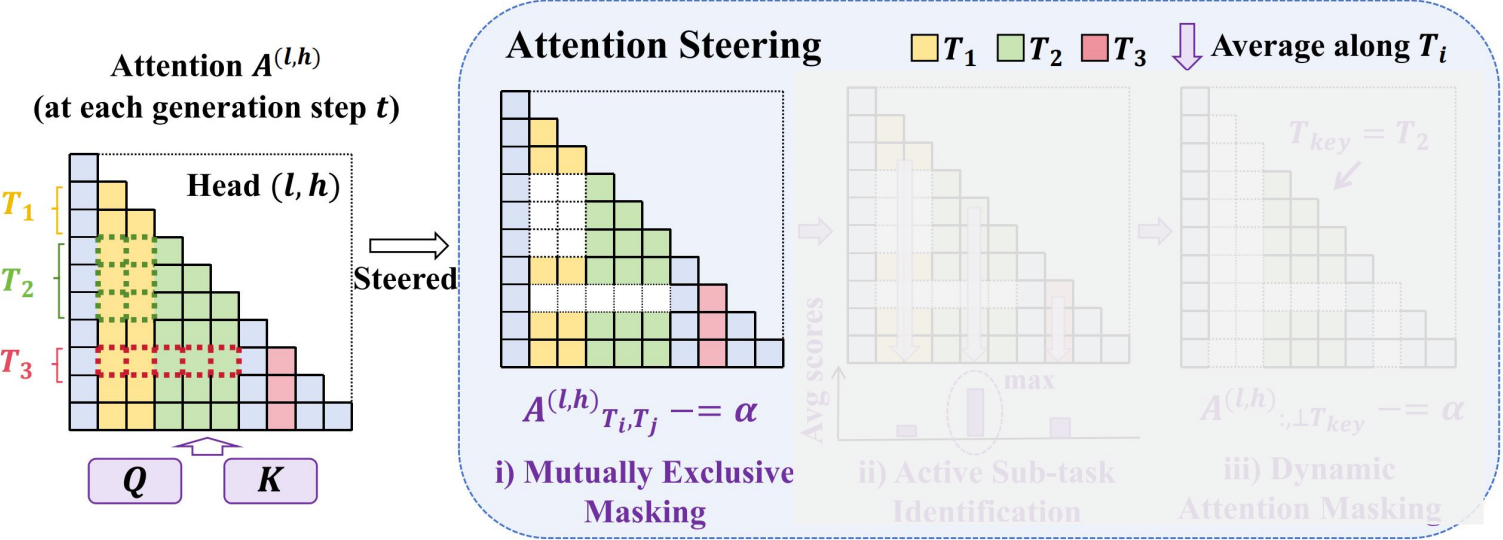 Attention A^(l,h)
(at each generation step t)
Head (l, h)
T₁
T₂
T₃
Q
K
Steered
Attention Steering
T₁ T₂ T₃ Average along Tᵢ
A^(l,h)_Tᵢ,Tⱼ −= α
i) Mutually Exclusive
Masking
Avg scores
max
ii) Active Sub-task
Identification
T_key = T₂
A^(l,h)_:,⊥T_key −= α
iii) Dynamic
Attention Masking